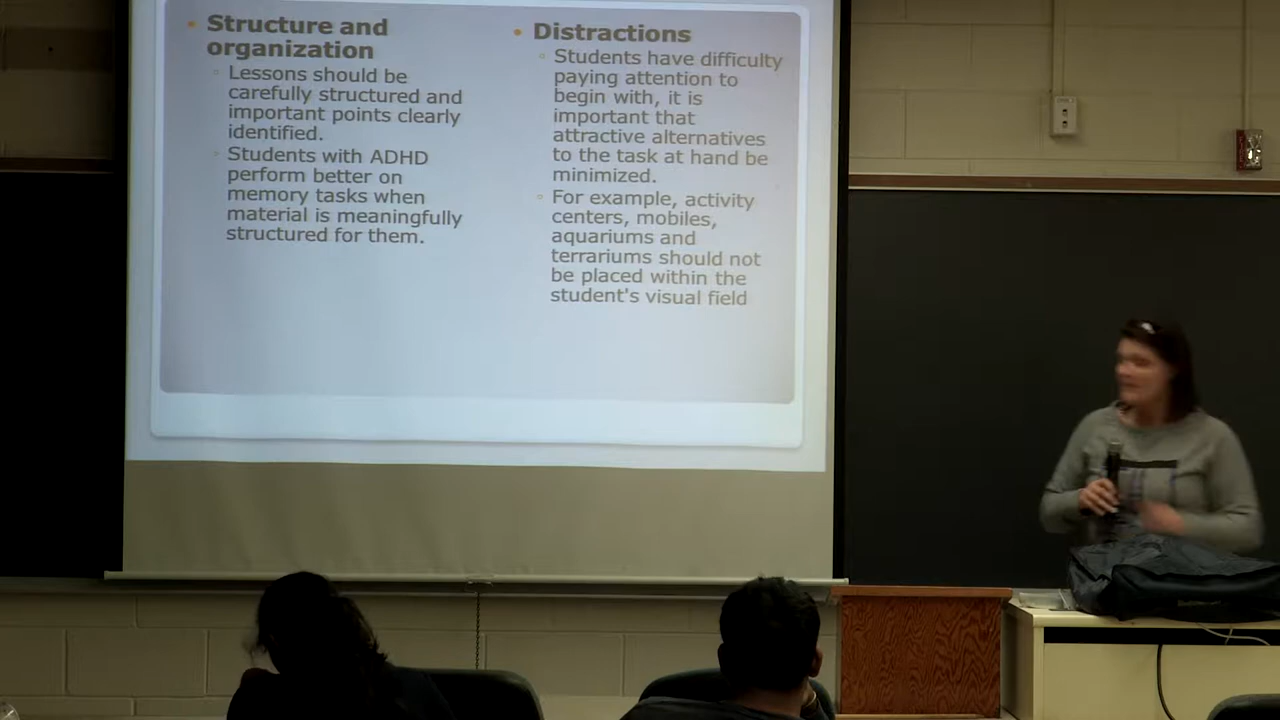 Structure and
organization
Lessons should be
carefully structured and
important points clearly
identified.
Students with ADHD
perform better on
memory tasks when
material is meaningfully
structured for them.
Distractions
Students have difficulty
paying attention to
begin with, it is
important that
attractive alternatives
to the task at hand be
minimized.
For example, activity
centers, mobiles,
aquariums and
terrariums should not
be placed within the
student's visual field